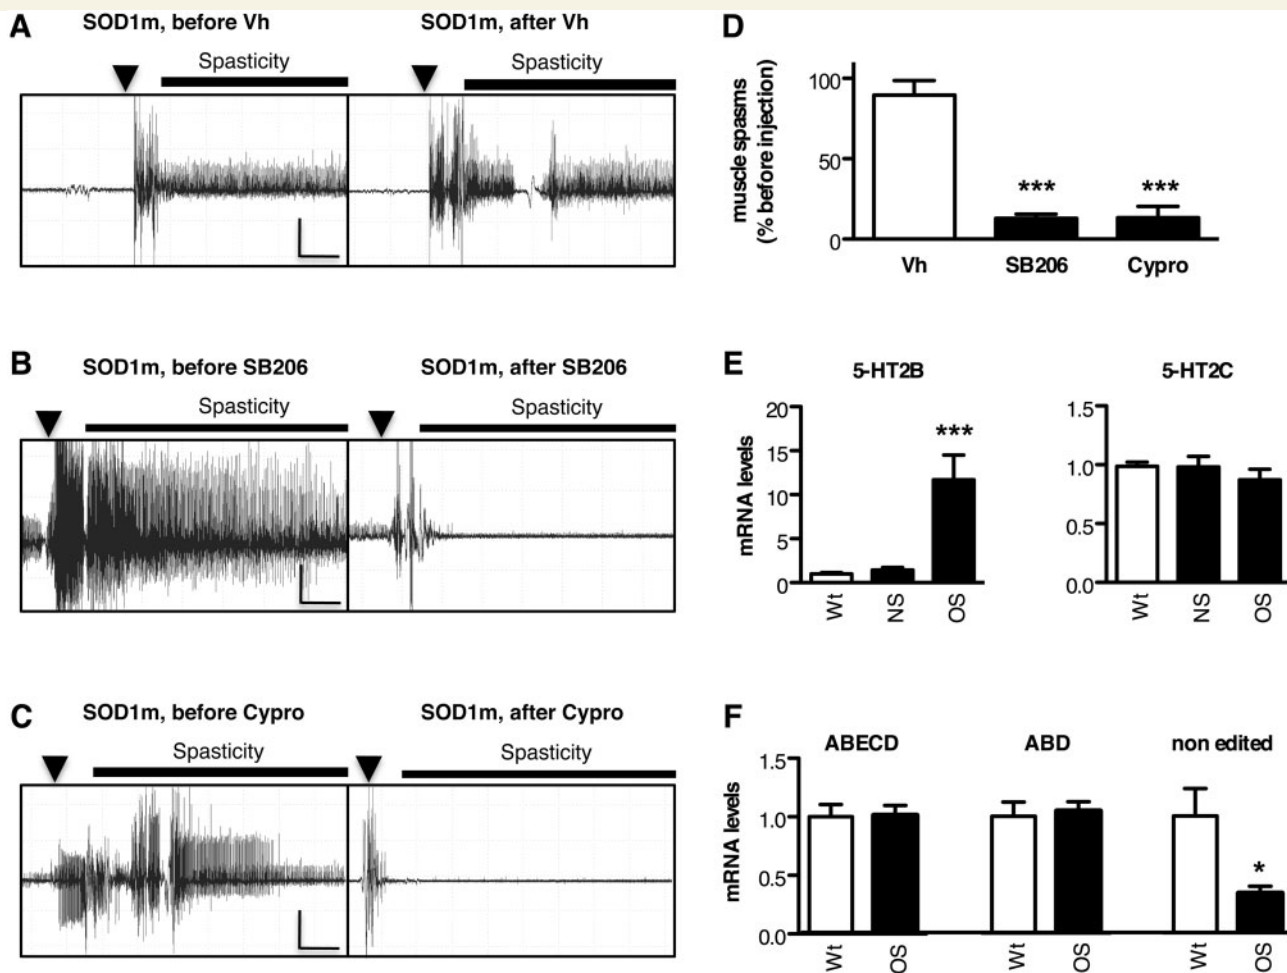 A
SOD1m, before Vh
SOD1m, after Vh
Spasticity
Spasticity
B
SOD1m, before SB206
SOD1m, after SB206
Spasticity
Spasticity
C
SOD1m, before Cypro
SOD1m, after Cypro
Spasticity
Spasticity
D
muscle spasms
(% before injection)
100
50
0
***
***
Vh
SB206
Cypro
E
5-HT2B
mRNA levels
20
15
10
5
0
***
Wt
NS
OS
5-HT2C
1.5
1.0
0.5
0.0
Wt
NS
OS
F
ABECD
ABD
non edited
mRNA levels
1.5
1.0
0.5
0.0
*
Wt
OS
Wt
OS
Wt
OS